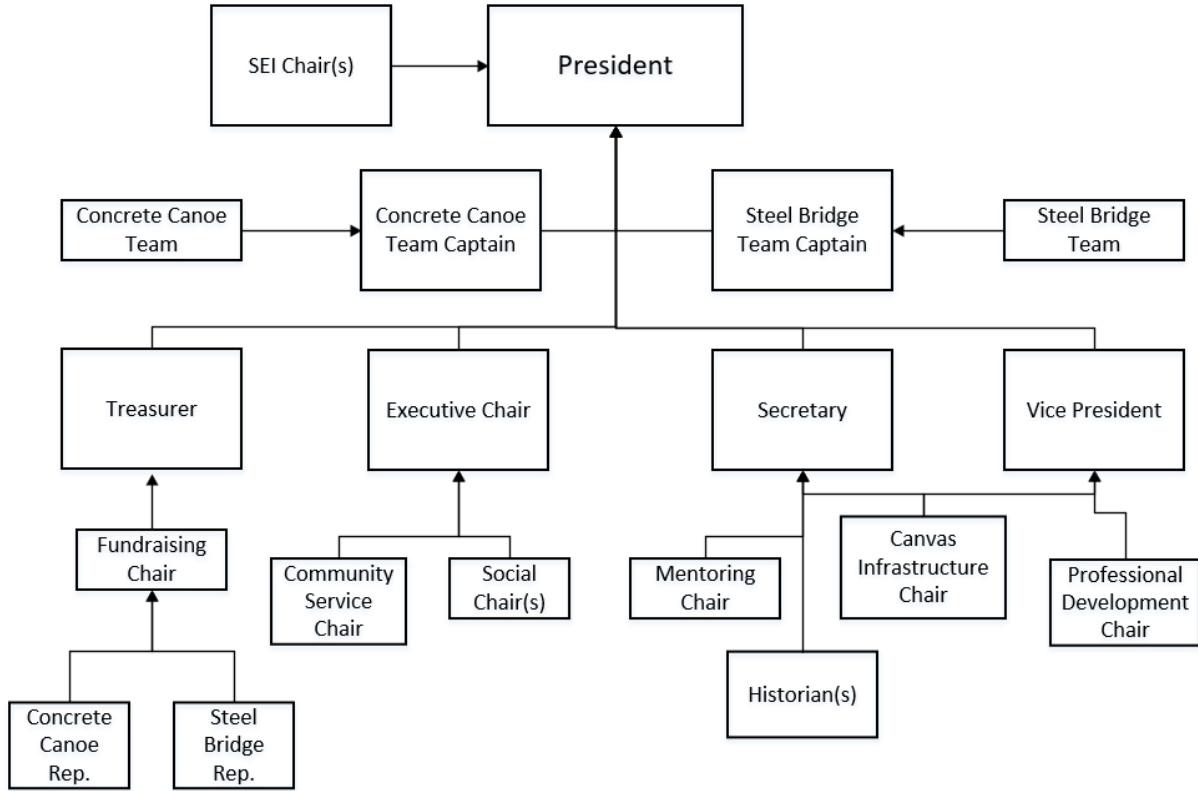 SEI Chair(s)
President
Concrete Canoe
Team
Concrete Canoe
Team Captain
Steel Bridge
Team Captain
Steel Bridge
Team
Treasurer
Executive Chair
Secretary
Vice President
Fundraising
Chair
Community
Service
Chair
Social
Chair(s)
Mentoring
Chair
Canvas
Infrastructure
Chair
Professional
Development
Chair
Historian(s)
Concrete
Canoe
Rep.
Steel
Bridge
Rep.